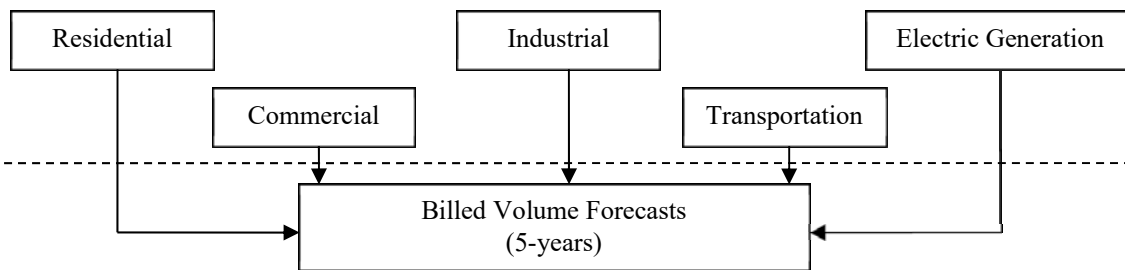 Residential
Industrial
Electric Generation
Commercial
Transportation
Billed Volume Forecasts
(5-years)